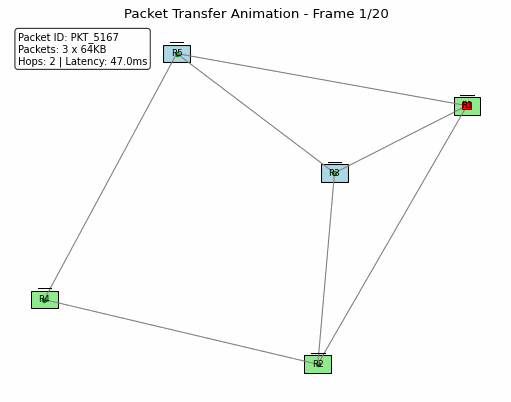 Packet Transfer Animation - Frame 1/20
Packet ID: PKT_5167
Packets: 3 x 64KB
Hops: 2 | Latency: 47.0ms
R5
R1
R3
R4
R2